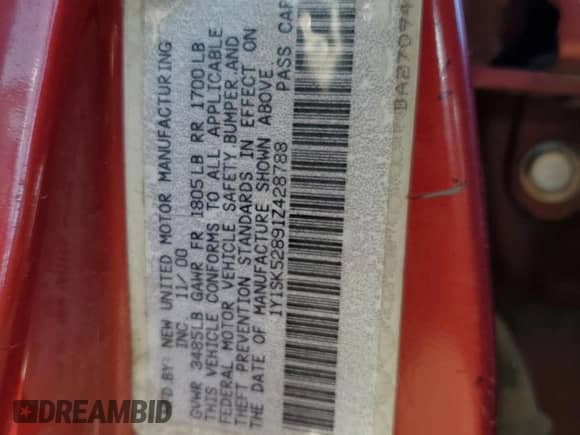 MFD BY: NEW UNITED MOTOR MANUFACTURING
INC. 11/00
GVWR 3485LB GAWR FR 1805LB RR 1700LB
THIS VEHICLE CONFORMS TO ALL APPLICABLE
FEDERAL MOTOR VEHICLE SAFETY BUMPER,AND
THEFT PREVENTION STANDARDS IN EFFECT ON
THE DATE OF MANUFACTURE SHOWN ABOVE
1Y1SK52891Z428788 PASS CAR
BA27094
DREAMBID